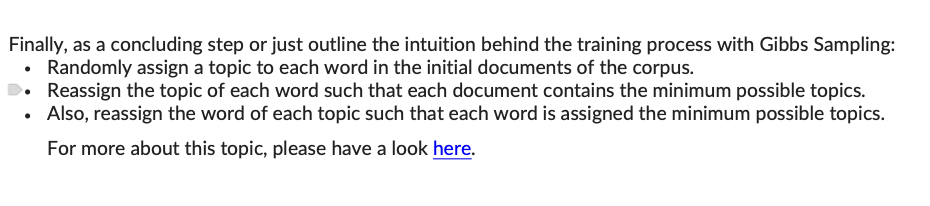 Finally, as a concluding step or just outline the intuition behind the training process with Gibbs Sampling:
• Randomly assign a topic to each word in the initial documents of the corpus.
• Reassign the topic of each word such that each document contains the minimum possible topics.
• Also, reassign the word of each topic such that each word is assigned the minimum possible topics.
For more about this topic, please have a look here.